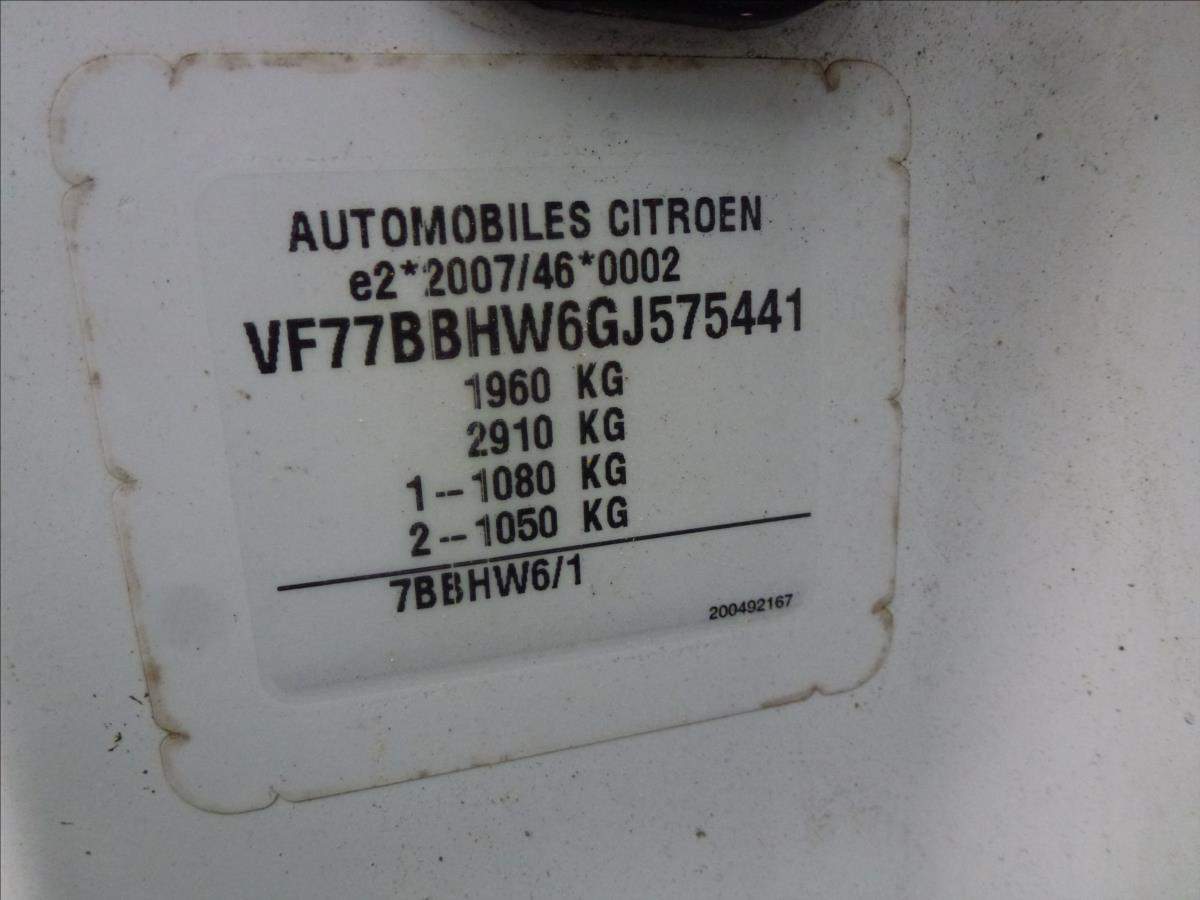 AUTOMOBILES CITROEN
e2*2007/46*0002
VF77BBHW6GJ575441
1960 KG
2910 KG
1--1080 KG
2--1050 KG
7BBHW6/1
200492167